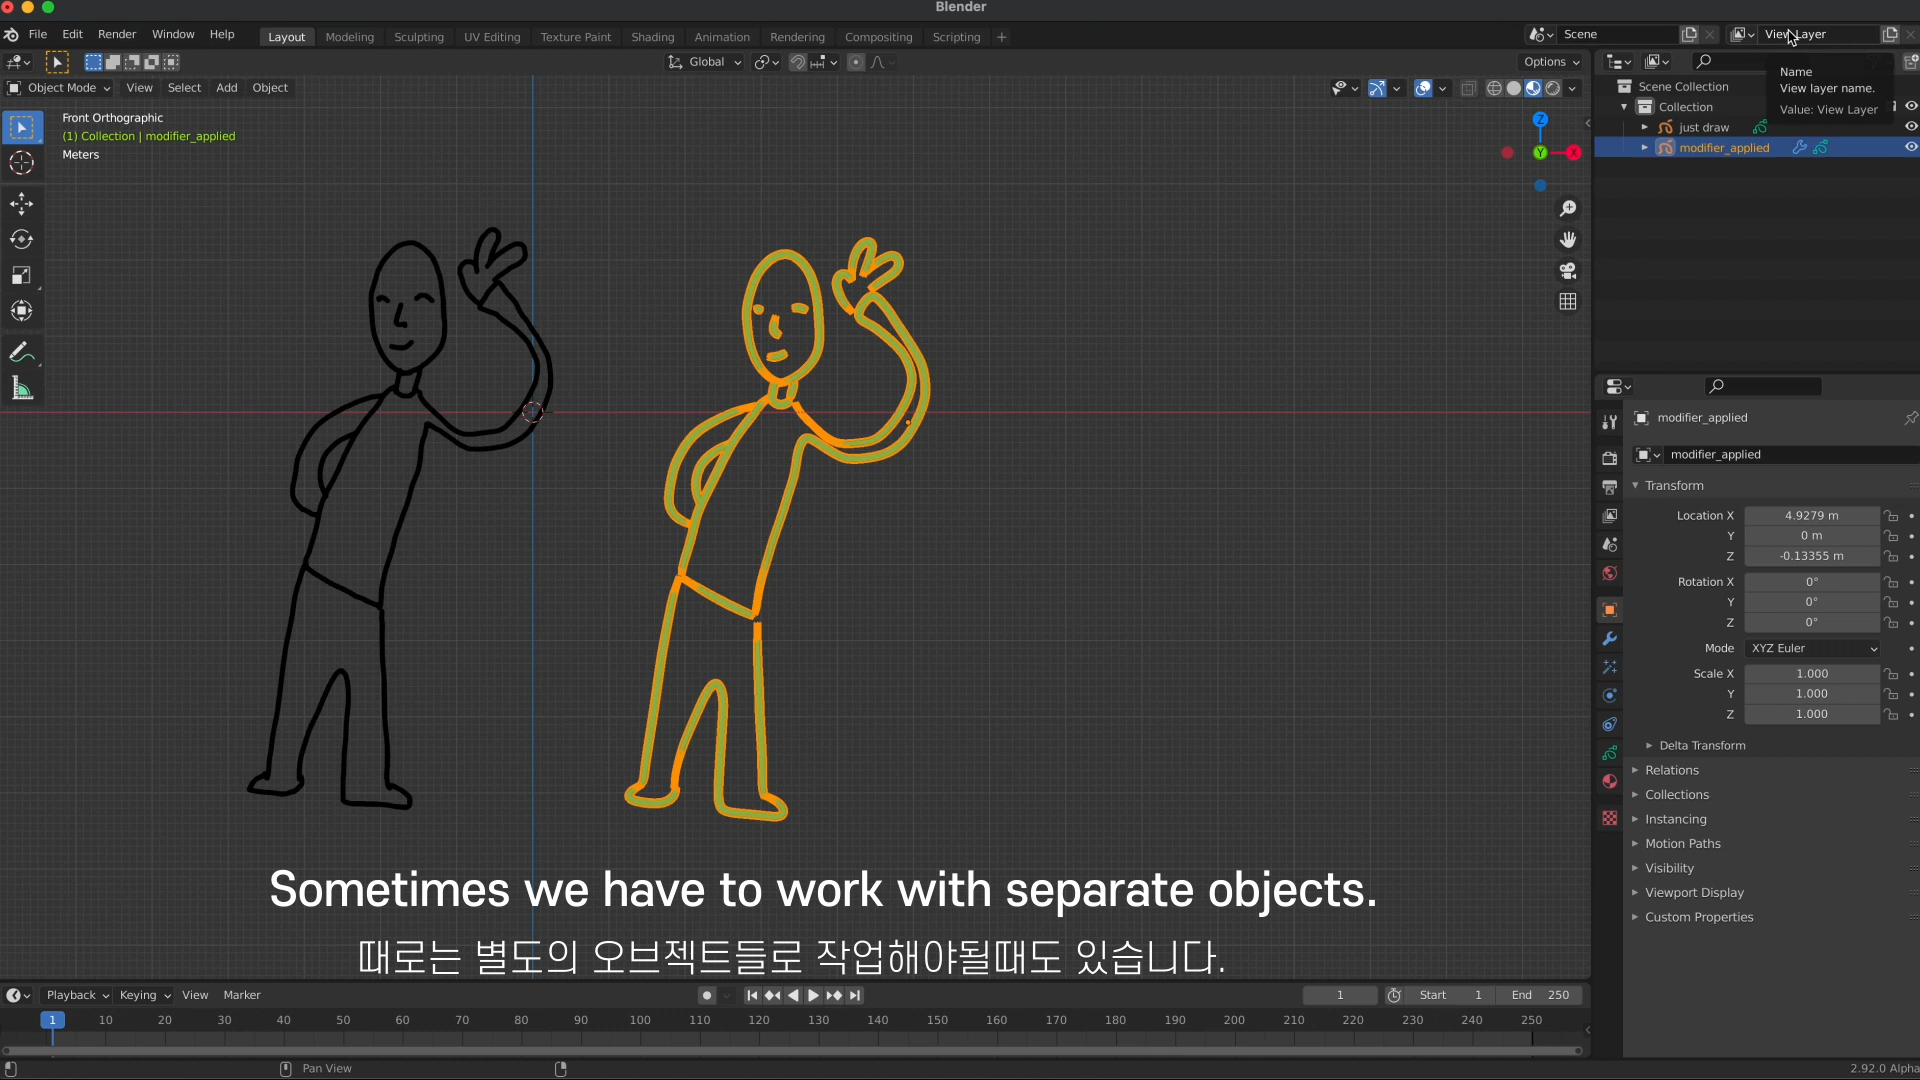 Blender
File Edit Render Window Help Layout Modeling Sculpting UV Editing Texture Paint Shading Animation Rendering Compositing Scripting + Scene View Layer
Global Options
Object Mode View Select Add Object
Name
View layer name.
Value: View Layer
Scene Collection
Collection
just draw
modifier_applied
Front Orthographic
(1) Collection | modifier_applied
Meters
Z
Y
X
modifier_applied
modifier_applied
Transform
Location X 4.9279 m
Y 0 m
Z -0.13355 m
Rotation X 0°
Y 0°
Z 0°
Mode XYZ Euler
Scale X 1.000
Y 1.000
Z 1.000
Delta Transform
Relations
Collections
Instancing
Motion Paths
Visibility
Viewport Display
Custom Properties
Sometimes we have to work with separate objects.
때로는 별도의 오브젝트들로 작업해야될때도 있습니다.
Playback Keying View Marker 1 Start 1 End 250
1 10 20 30 40 50 60 70 80 90 100 110 120 130 140 150 160 170 180 190 200 210 220 230 240 250
Pan View 2.92.0 Alpha